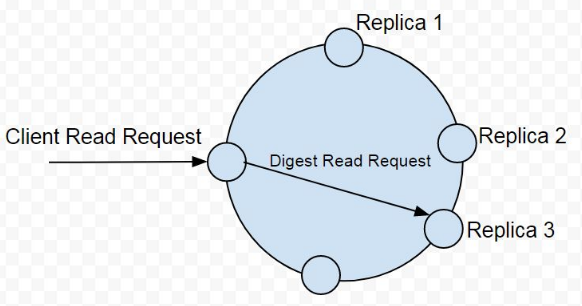 Replica 1
Client Read Request
Replica 2
Digest Read Request
Replica 3